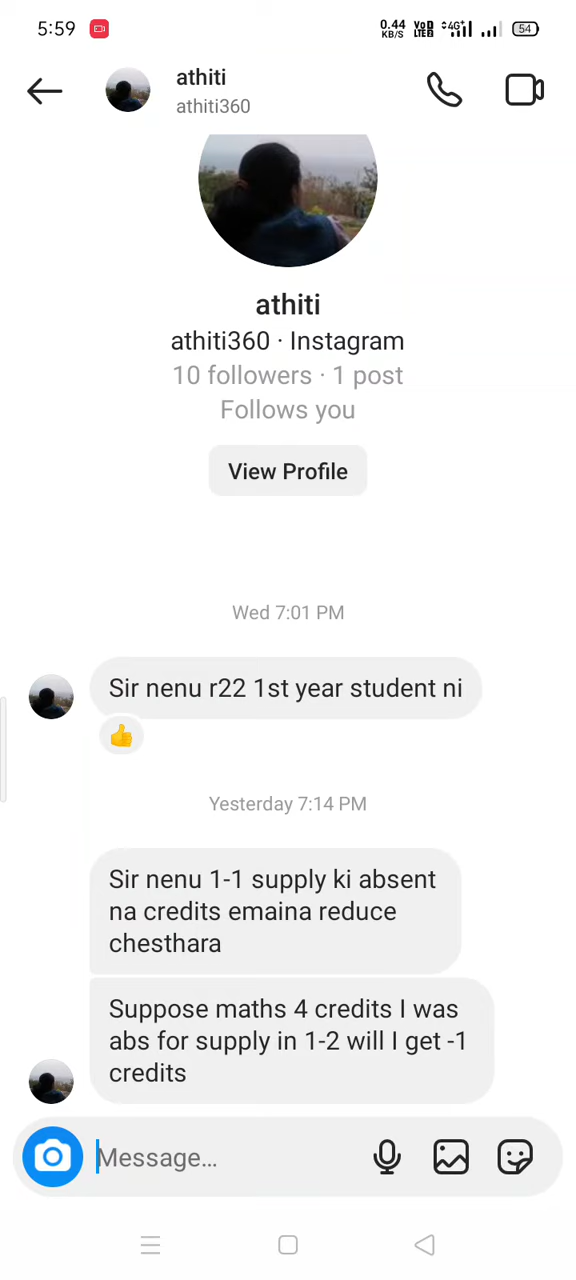 5:59
0.44 KB/S VoD LTE2 4G+ 54
athiti
athiti360
athiti
athiti360 · Instagram
10 followers · 1 post
Follows you
View Profile
Wed 7:01 PM
Sir nenu r22 1st year student ni
Yesterday 7:14 PM
Sir nenu 1-1 supply ki absent
na credits emaina reduce
chesthara
Suppose maths 4 credits I was
abs for supply in 1-2 will I get -1
credits
Message...